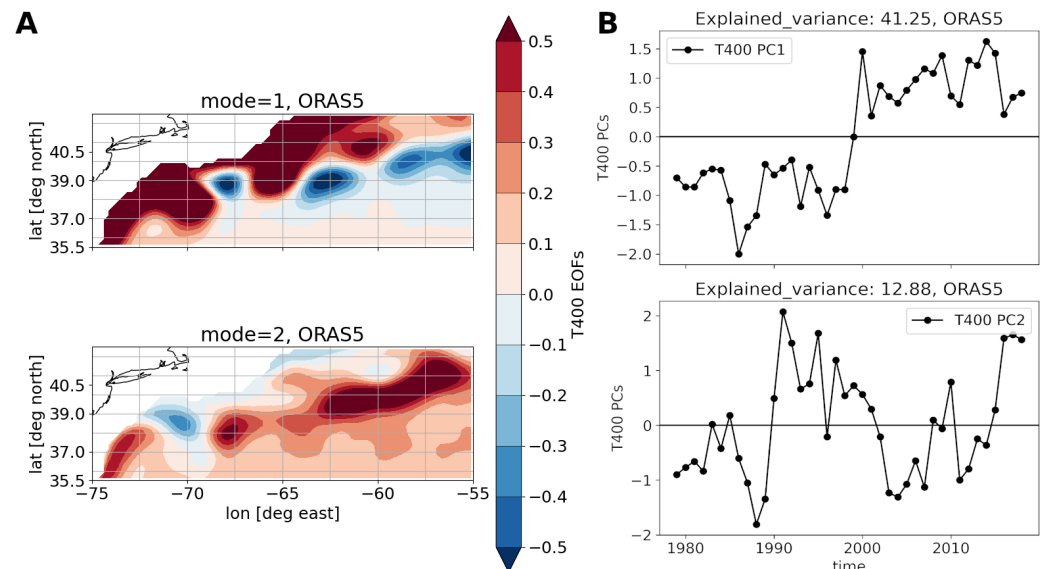 A
mode=1, ORAS5
lat [deg north]
40.5
39.0
37.0
35.5
mode=2, ORAS5
lat [deg north]
40.5
39.0
37.0
35.5
−75
−70
−65
−60
−55
lon [deg east]
0.5
0.4
0.3
0.2
0.1
0.0
−0.1
−0.2
−0.3
−0.4
−0.5
T400 EOFs
B
Explained_variance: 41.25, ORAS5
T400 PC1
T400 PCs
1.5
1.0
0.5
0.0
−0.5
−1.0
−1.5
−2.0
Explained_variance: 12.88, ORAS5
T400 PC2
T400 PCs
2
1
0
−1
−2
1980
1990
2000
2010
time